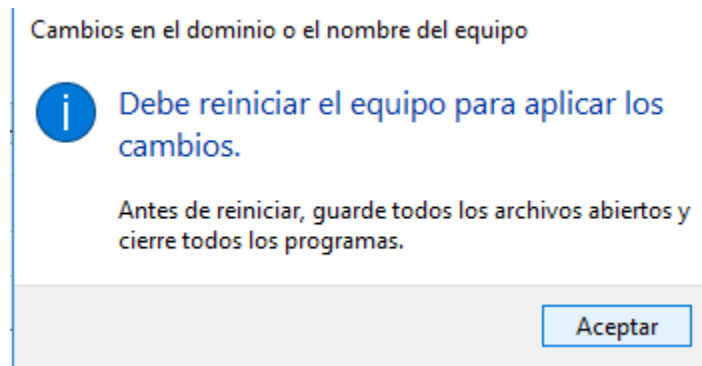 Cambios en el dominio o el nombre del equipo
Debe reiniciar el equipo para aplicar los
cambios.
Antes de reiniciar, guarde todos los archivos abiertos y
cierre todos los programas.
Aceptar